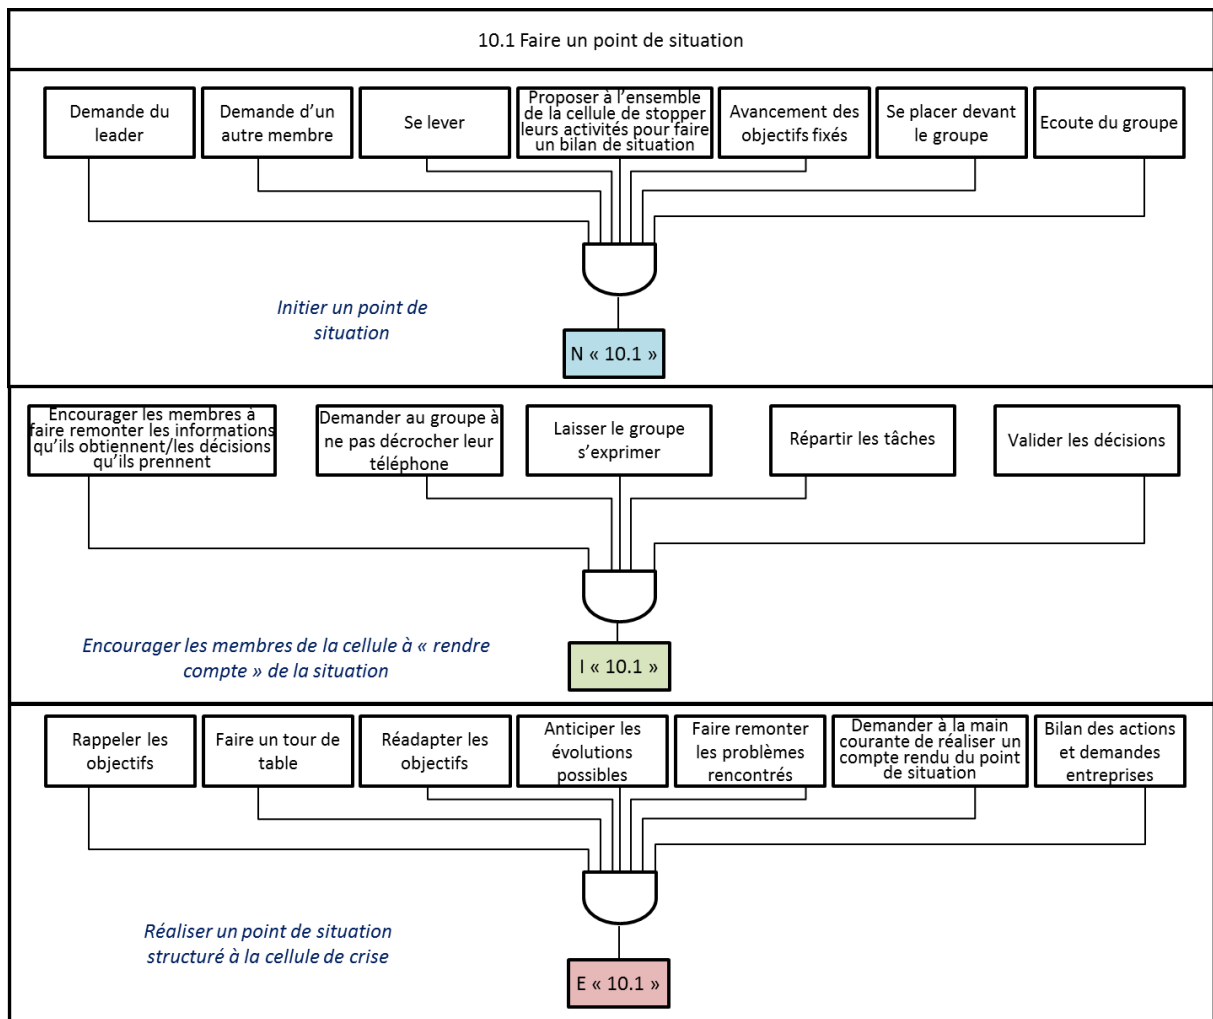 10.1 Faire un point de situation
Demande du
leader
Demande d'un
autre membre
Se lever
Proposer à l'ensemble
de la cellule de stopper
leurs activités pour faire
un bilan de situation
Avancement des
objectifs fixés
Se placer devant
le groupe
Ecoute du groupe
Initier un point de
situation
N « 10.1 »
Encourager les membres à
faire remonter les informations
qu'ils obtiennent/les décisions
qu'ils prennent
Demander au groupe à
ne pas décrocher leur
téléphone
Laisser le groupe
s'exprimer
Répartir les tâches
Valider les décisions
Encourager les membres de la cellule à « rendre
compte » de la situation
I « 10.1 »
Rappeler les
objectifs
Faire un tour de
table
Réadapter les
objectifs
Anticiper les
évolutions
possibles
Faire remonter
les problèmes
rencontrés
Demander à la main
courante de réaliser un
compte rendu du point
de situation
Bilan des actions
et demandes
entreprises
Réaliser un point de situation
structuré à la cellule de crise
E « 10.1 »